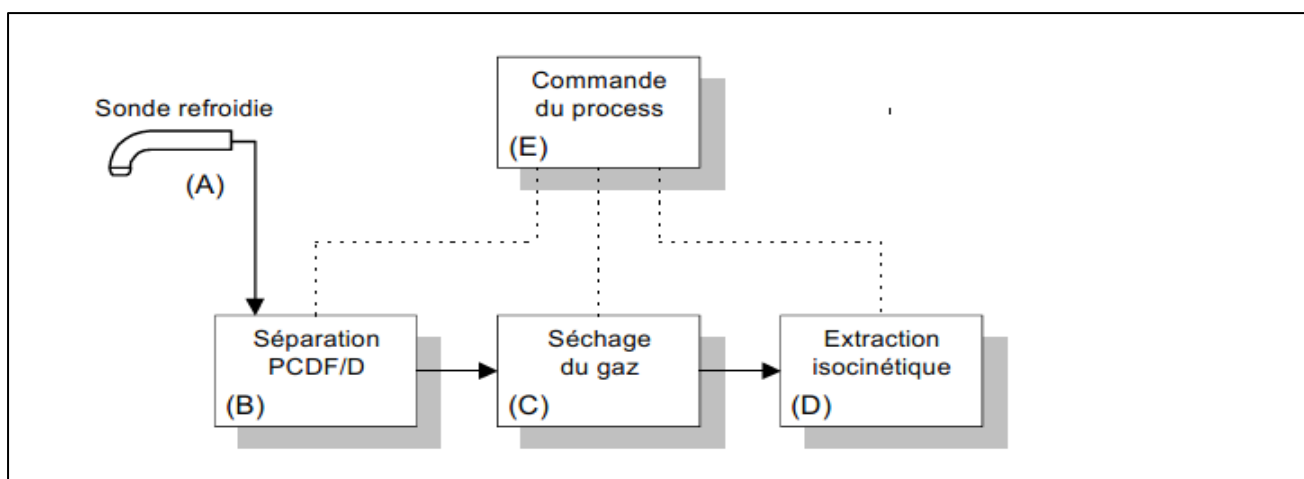 Commande
du process
(E)
Sonde refroidie
(A)
Séparation
PCDF/D
(B)
Séchage
du gaz
(C)
Extraction
isocinétique
(D)